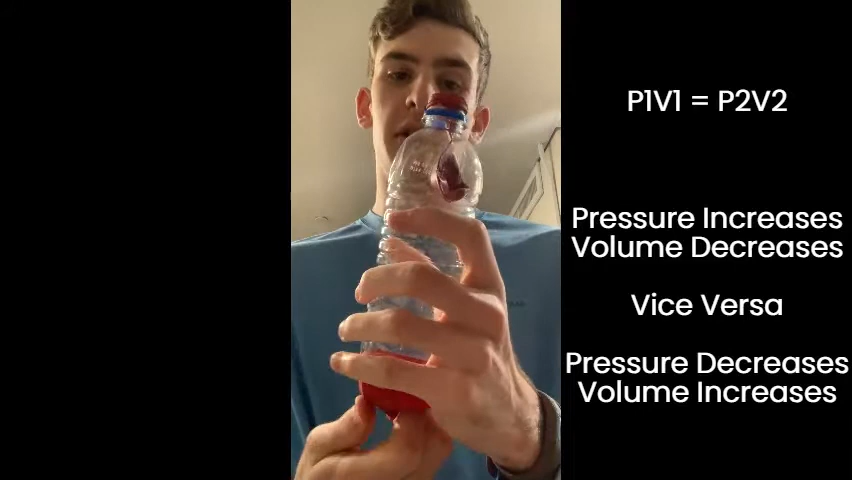 P1V1 = P2V2
Pressure Increases
Volume Decreases
Vice Versa
Pressure Decreases
Volume Increases